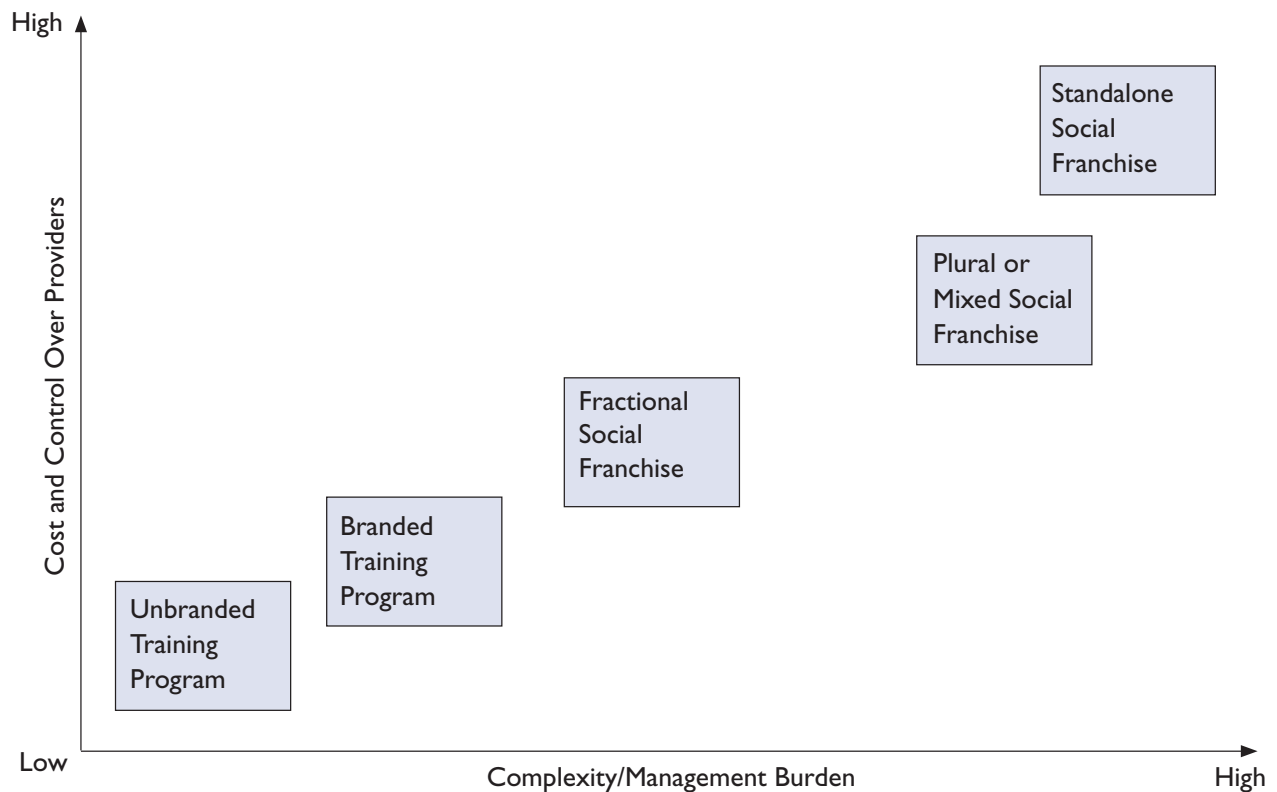 High
Standalone
Social
Franchise
Plural or
Mixed Social
Franchise
Cost and Control Over Providers
Fractional
Social
Franchise
Branded
Training
Program
Unbranded
Training
Program
Low
Complexity/Management Burden
High